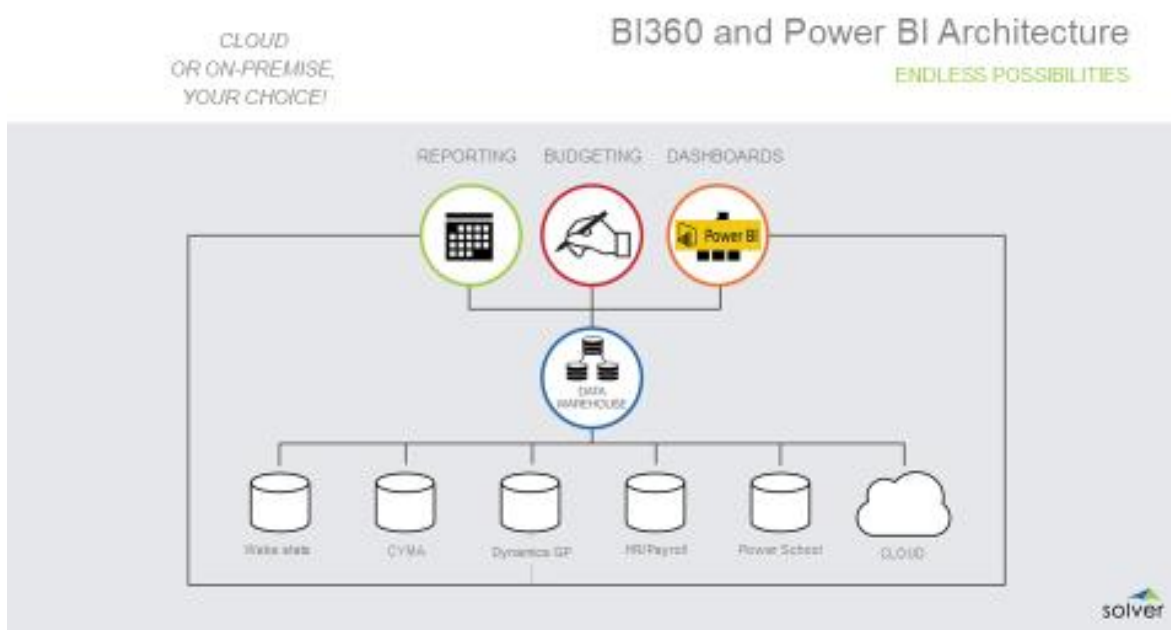 CLOUD
OR ON-PREMISE,
YOUR CHOICE!
BI360 and Power BI Architecture
ENDLESS POSSIBILITIES
REPORTING BUDGETING DASHBOARDS
Power BI
DATA
WAREHOUSE
CYMA Dynamics GP HR/Payroll Power School CLOUD
solver